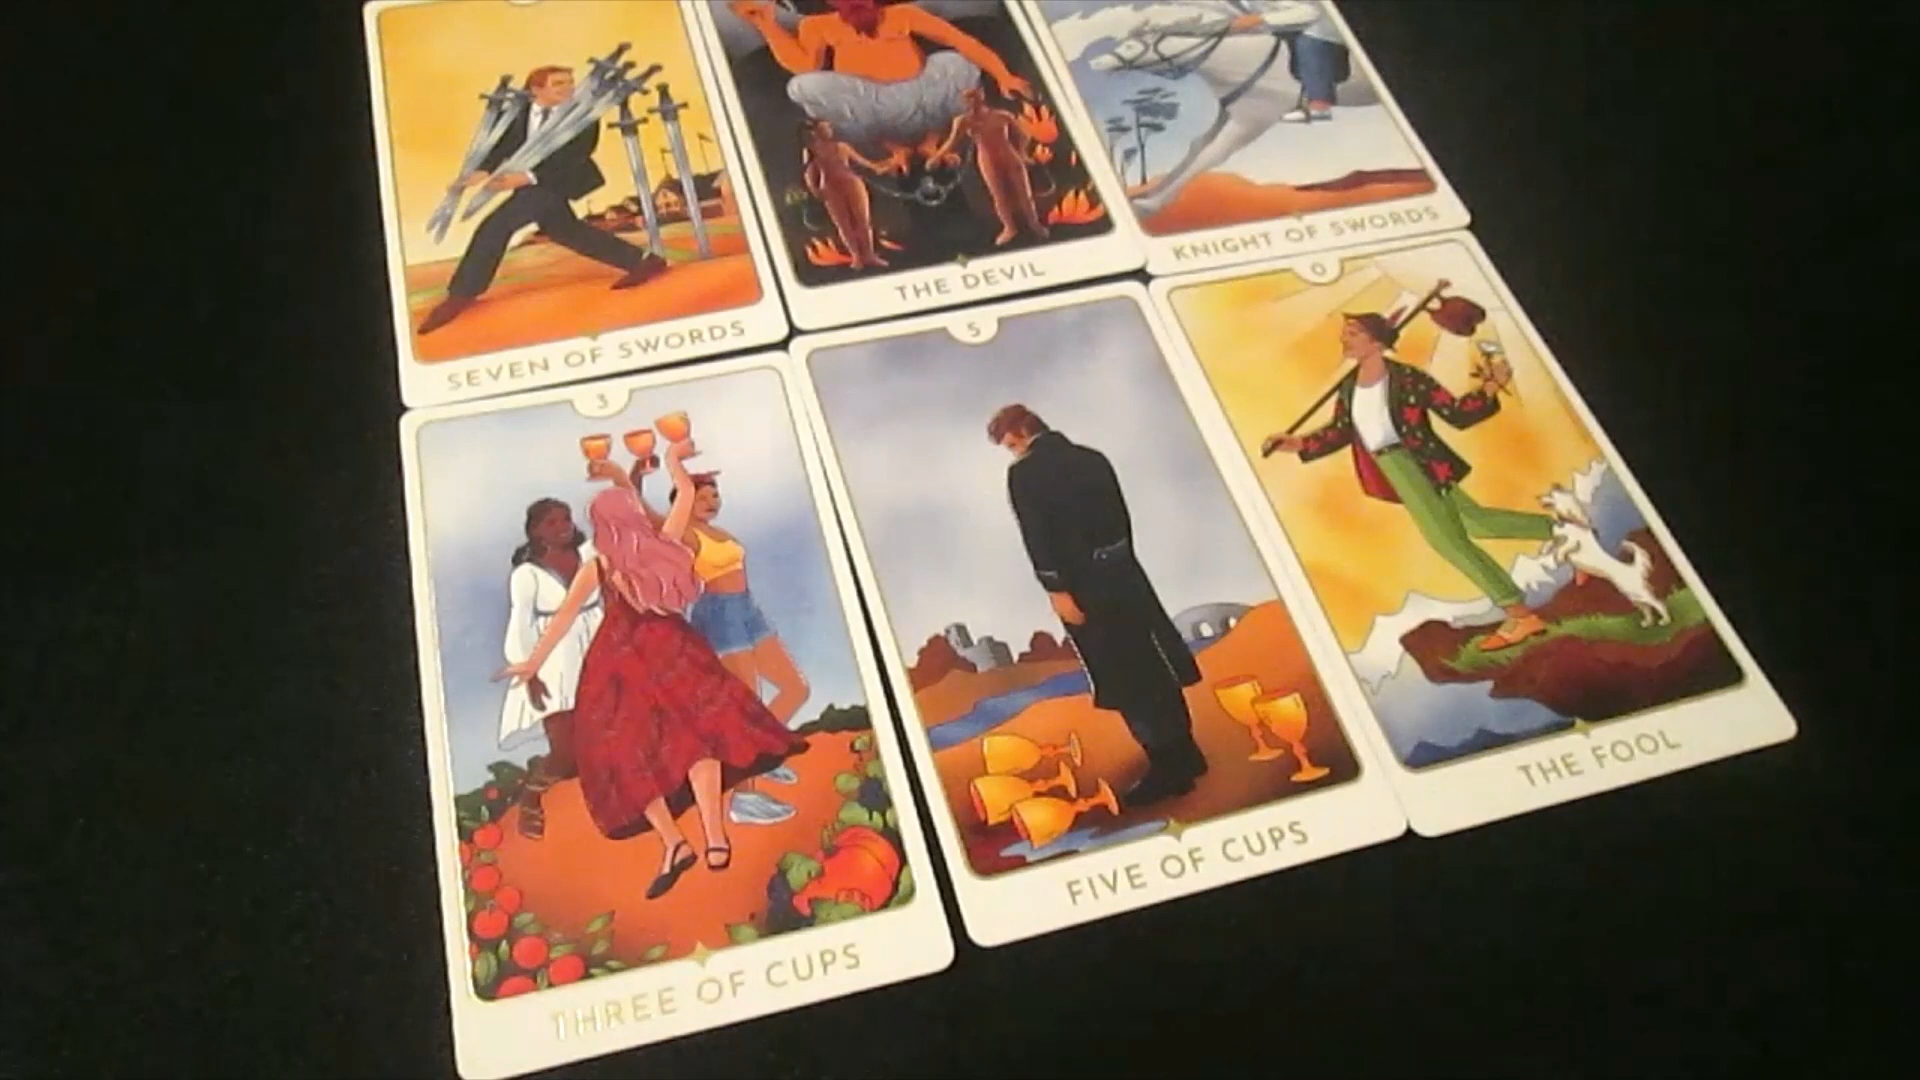 SEVEN OF SWORDS
THE DEVIL
KNIGHT OF SWORDS
3
THREE OF CUPS
5
FIVE OF CUPS
0
THE FOOL